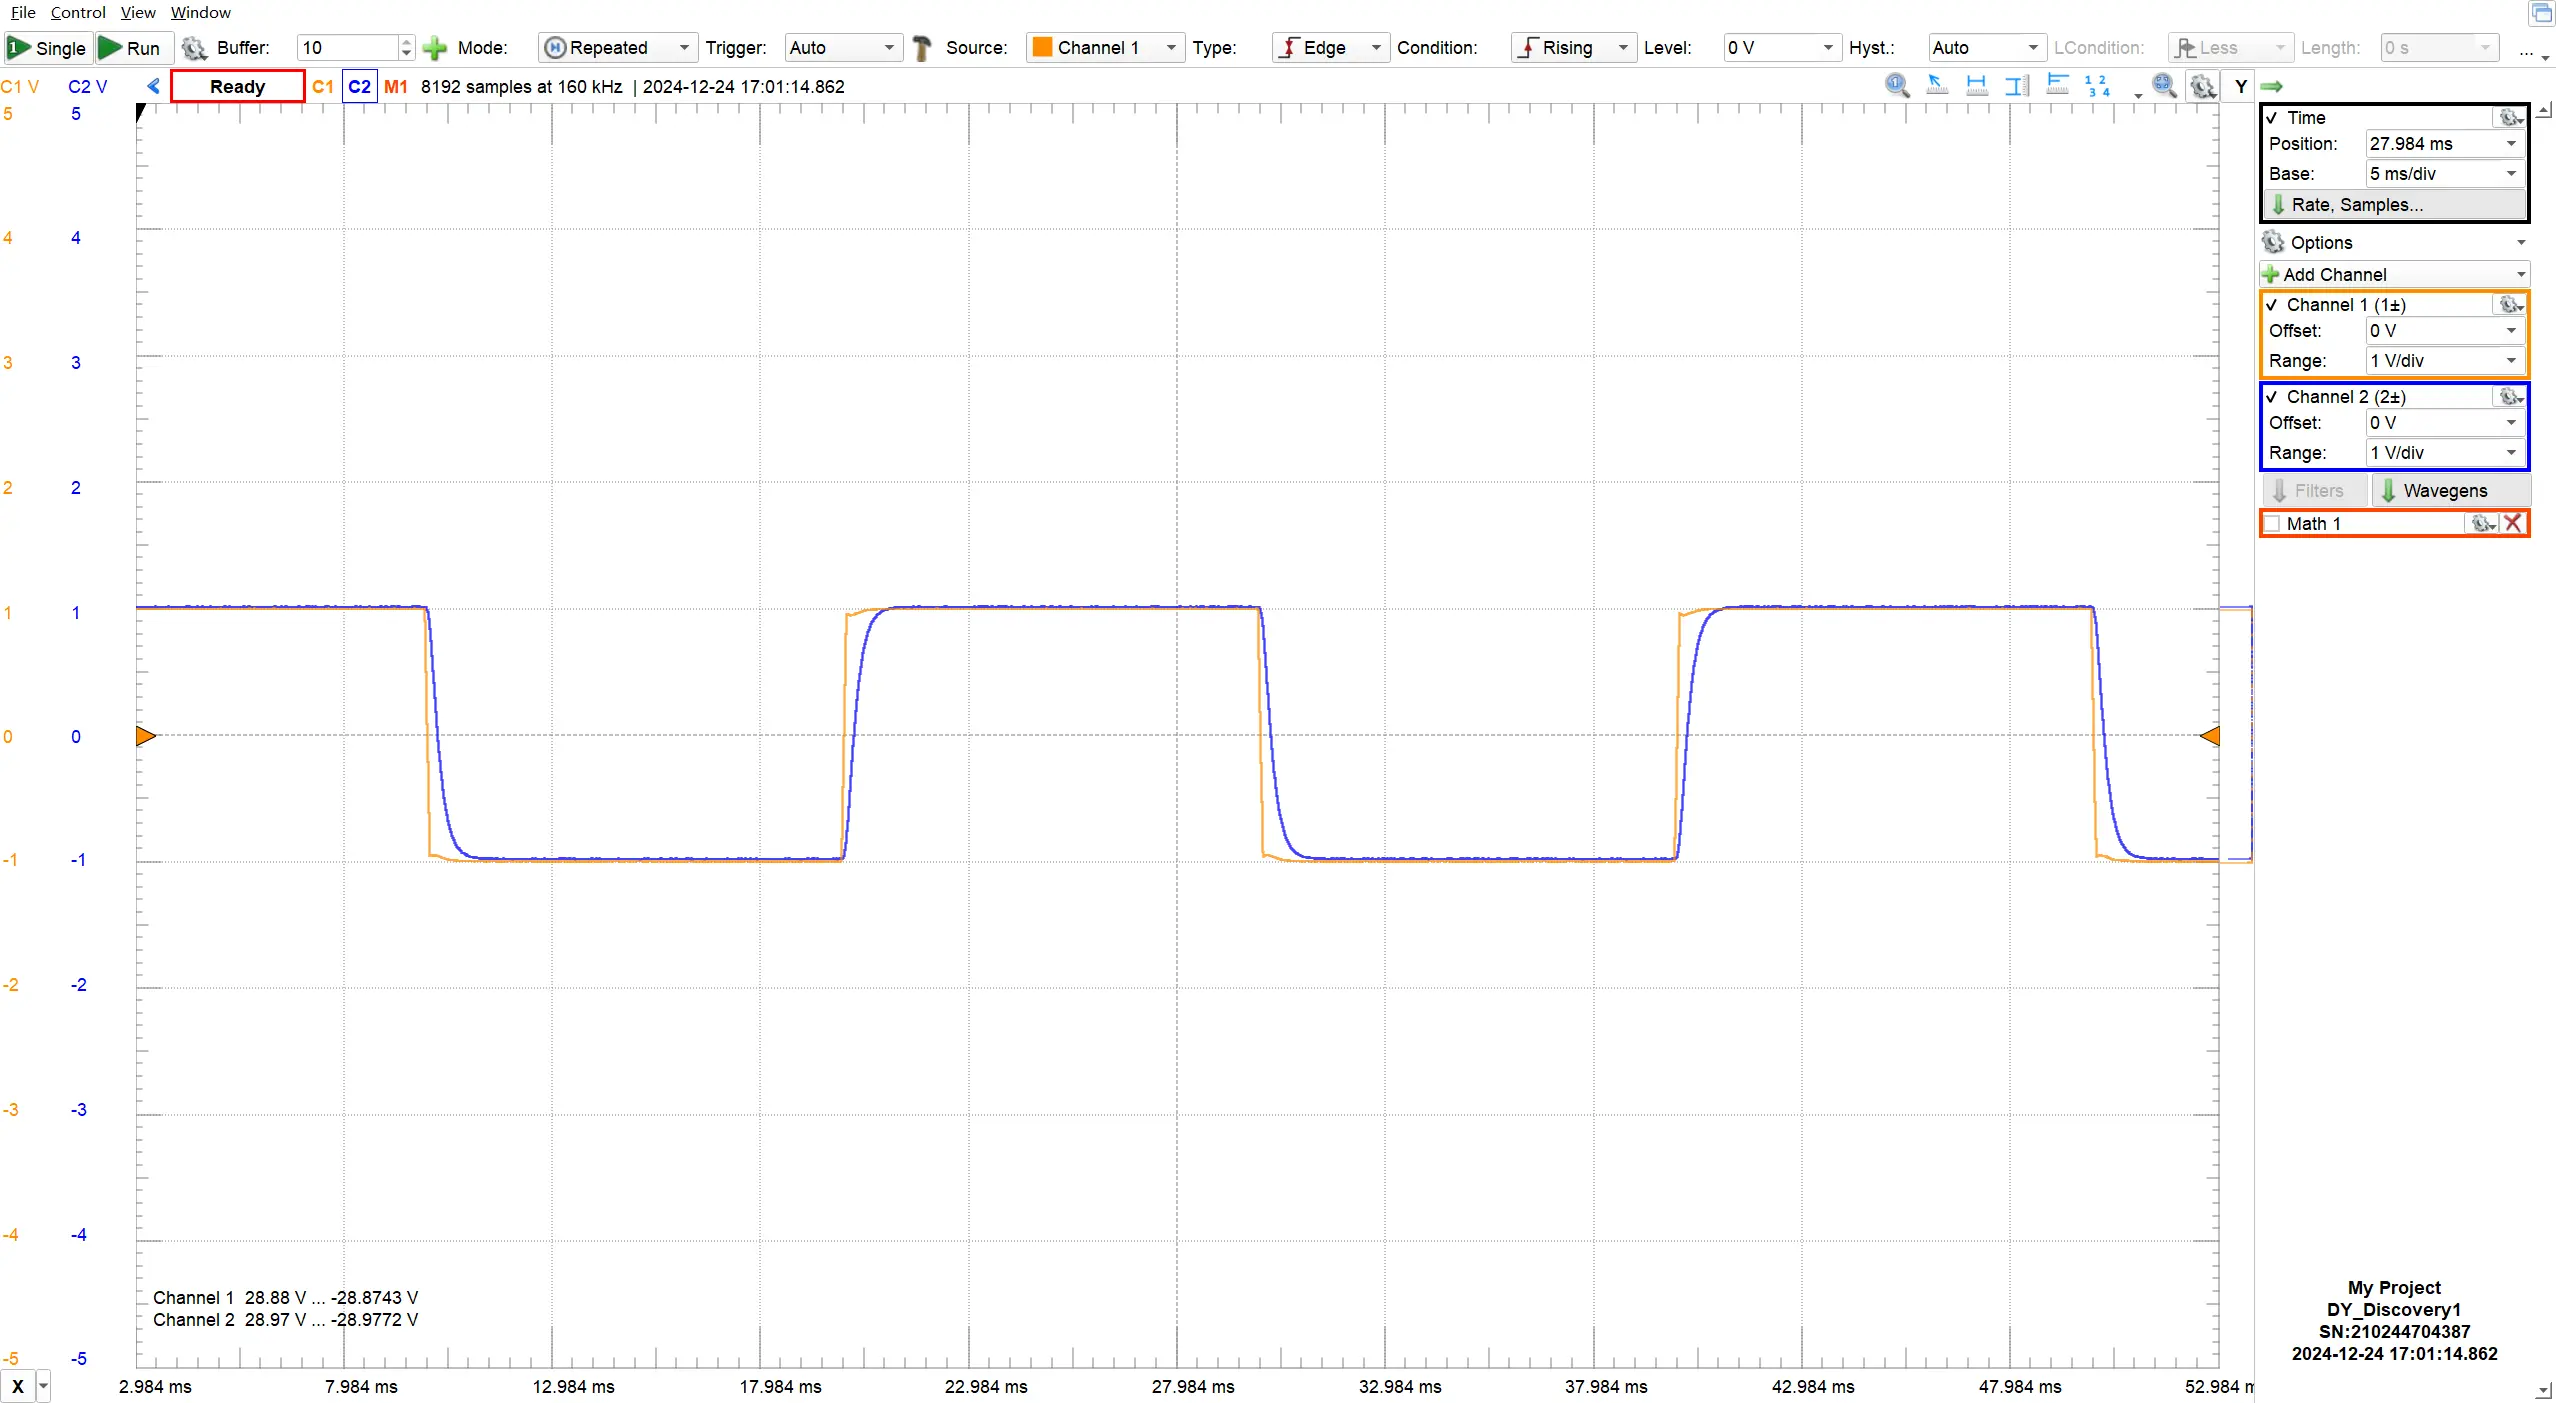 File Control View Window
1 Single Run Buffer: 10 Mode: Repeated Trigger: Auto Source: Channel 1 Type: Edge Condition: Rising Level: 0 V Hyst.: Auto LCondition: Less Length: 0 s ...
C1 V C2 V Ready C1 C2 M1 8192 samples at 160 kHz | 2024-12-24 17:01:14.862 1 2 3 4 Y
5 5
4 4
3 3
2 2
1 1
0 0
-1 -1
-2 -2
-3 -3
-4 -4
-5 -5
Channel 1 28.88 V ... -28.8743 V
Channel 2 28.97 V ... -28.9772 V
X 2.984 ms 7.984 ms 12.984 ms 17.984 ms 22.984 ms 27.984 ms 32.984 ms 37.984 ms 42.984 ms 47.984 ms 52.984 m
✓ Time
Position: 27.984 ms
Base: 5 ms/div
Rate, Samples...
Options
Add Channel
✓ Channel 1 (1±)
Offset: 0 V
Range: 1 V/div
✓ Channel 2 (2±)
Offset: 0 V
Range: 1 V/div
Filters Wavegens
Math 1
My Project
DY_Discovery1
SN:210244704387
2024-12-24 17:01:14.862